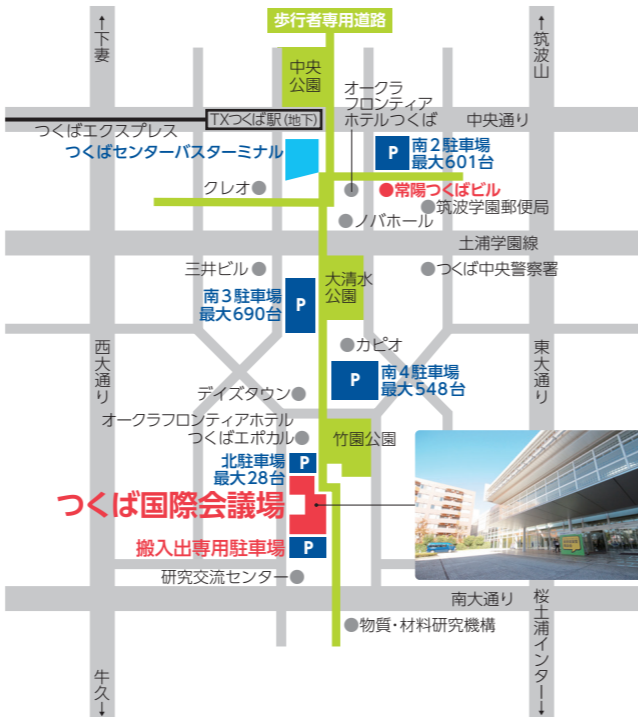 歩行者専用道路
↑下妻
↑筑波山
中央
公園
オークラ
フロンティア
ホテルつくば
TXつくば駅(地下)
中央通り
つくばエクスプレス
つくばセンターバスターミナル
P
南2駐車場
最大601台
クレオ
常陽つくばビル
筑波学園郵便局
ノバホール
土浦学園線
三井ビル
大清水
公園
つくば中央警察署
南3駐車場
最大690台
P
カピオ
西大通り
東大通り
P
南4駐車場
最大548台
デイズタウン
オークラフロンティアホテル
つくばエポカル
竹園公園
北駐車場
最大28台
P
つくば国際会議場
搬入出専用駐車場
P
研究交流センター
南大通り
物質・材料研究機構
牛久↓
桜土浦インター↓